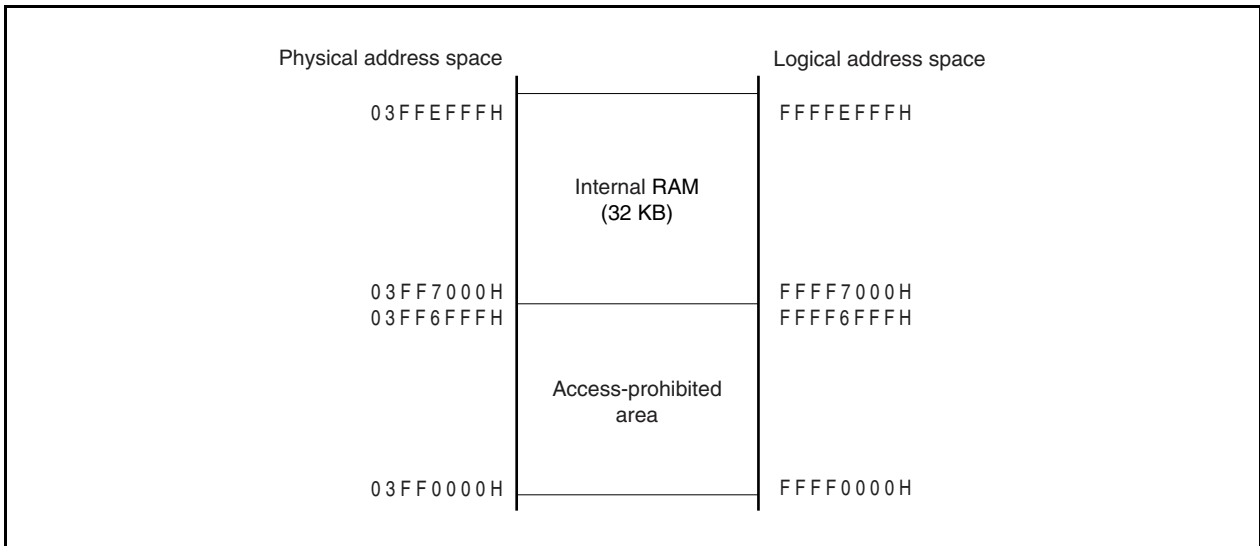 Physical address space
Logical address space
03FFEFFFH
FFFFEFFFH
Internal RAM
(32 KB)
03FF7000H
FFFF7000H
03FF6FFFH
FFFF6FFFH
Access-prohibited
area
03FF0000H
FFFF0000H